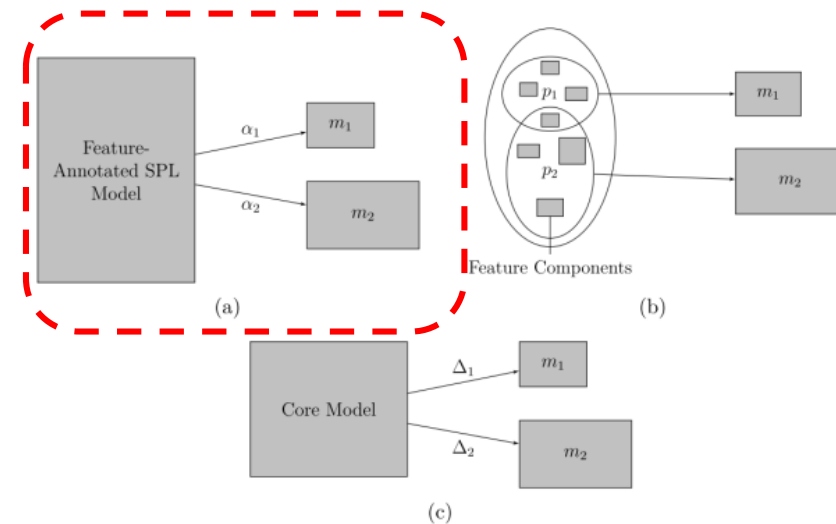 Feature-
Annotated SPL
Model
α₁
α₂
m₁
m₂
(a)
p₁
p₂
Feature Components
m₁
m₂
(b)
Core Model
Δ₁
Δ₂
m₁
m₂
(c)